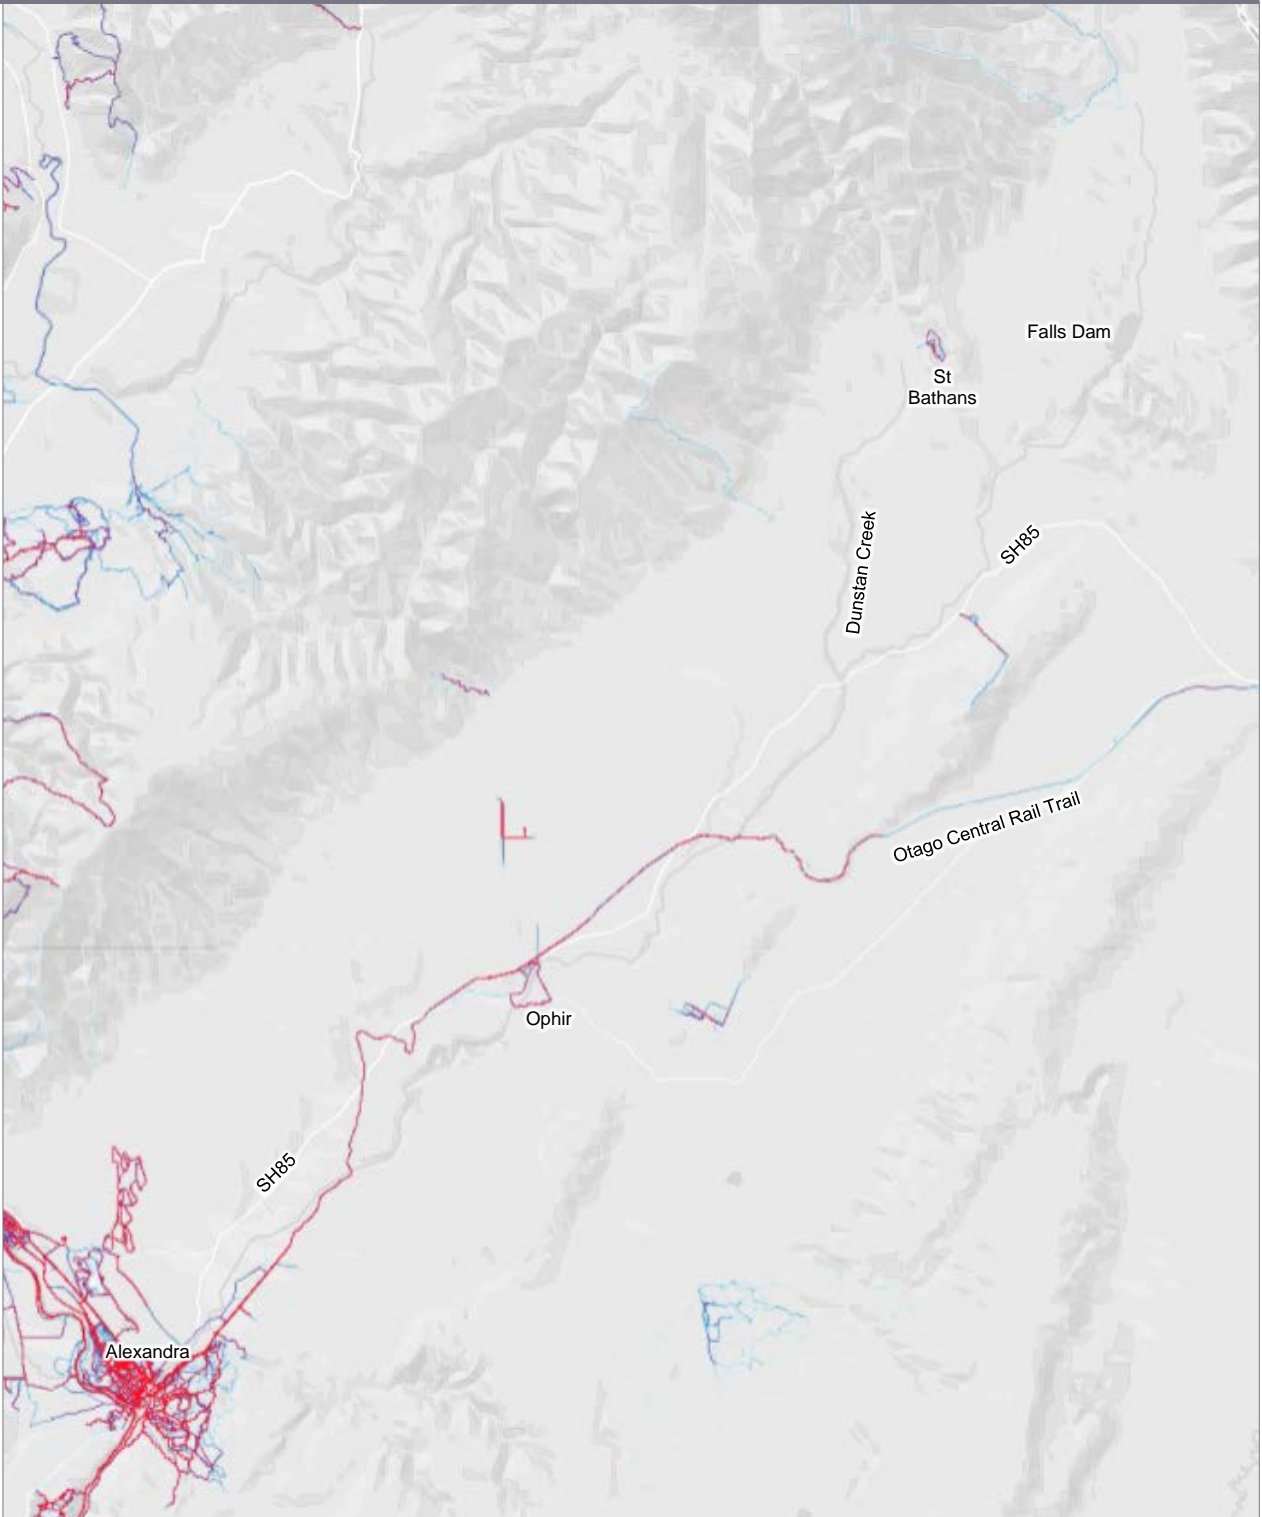 Falls Dam
St
Bathans
SH85
Dunstan Creek
Otago Central Rail Trail
Ophir
SH85
Alexandra